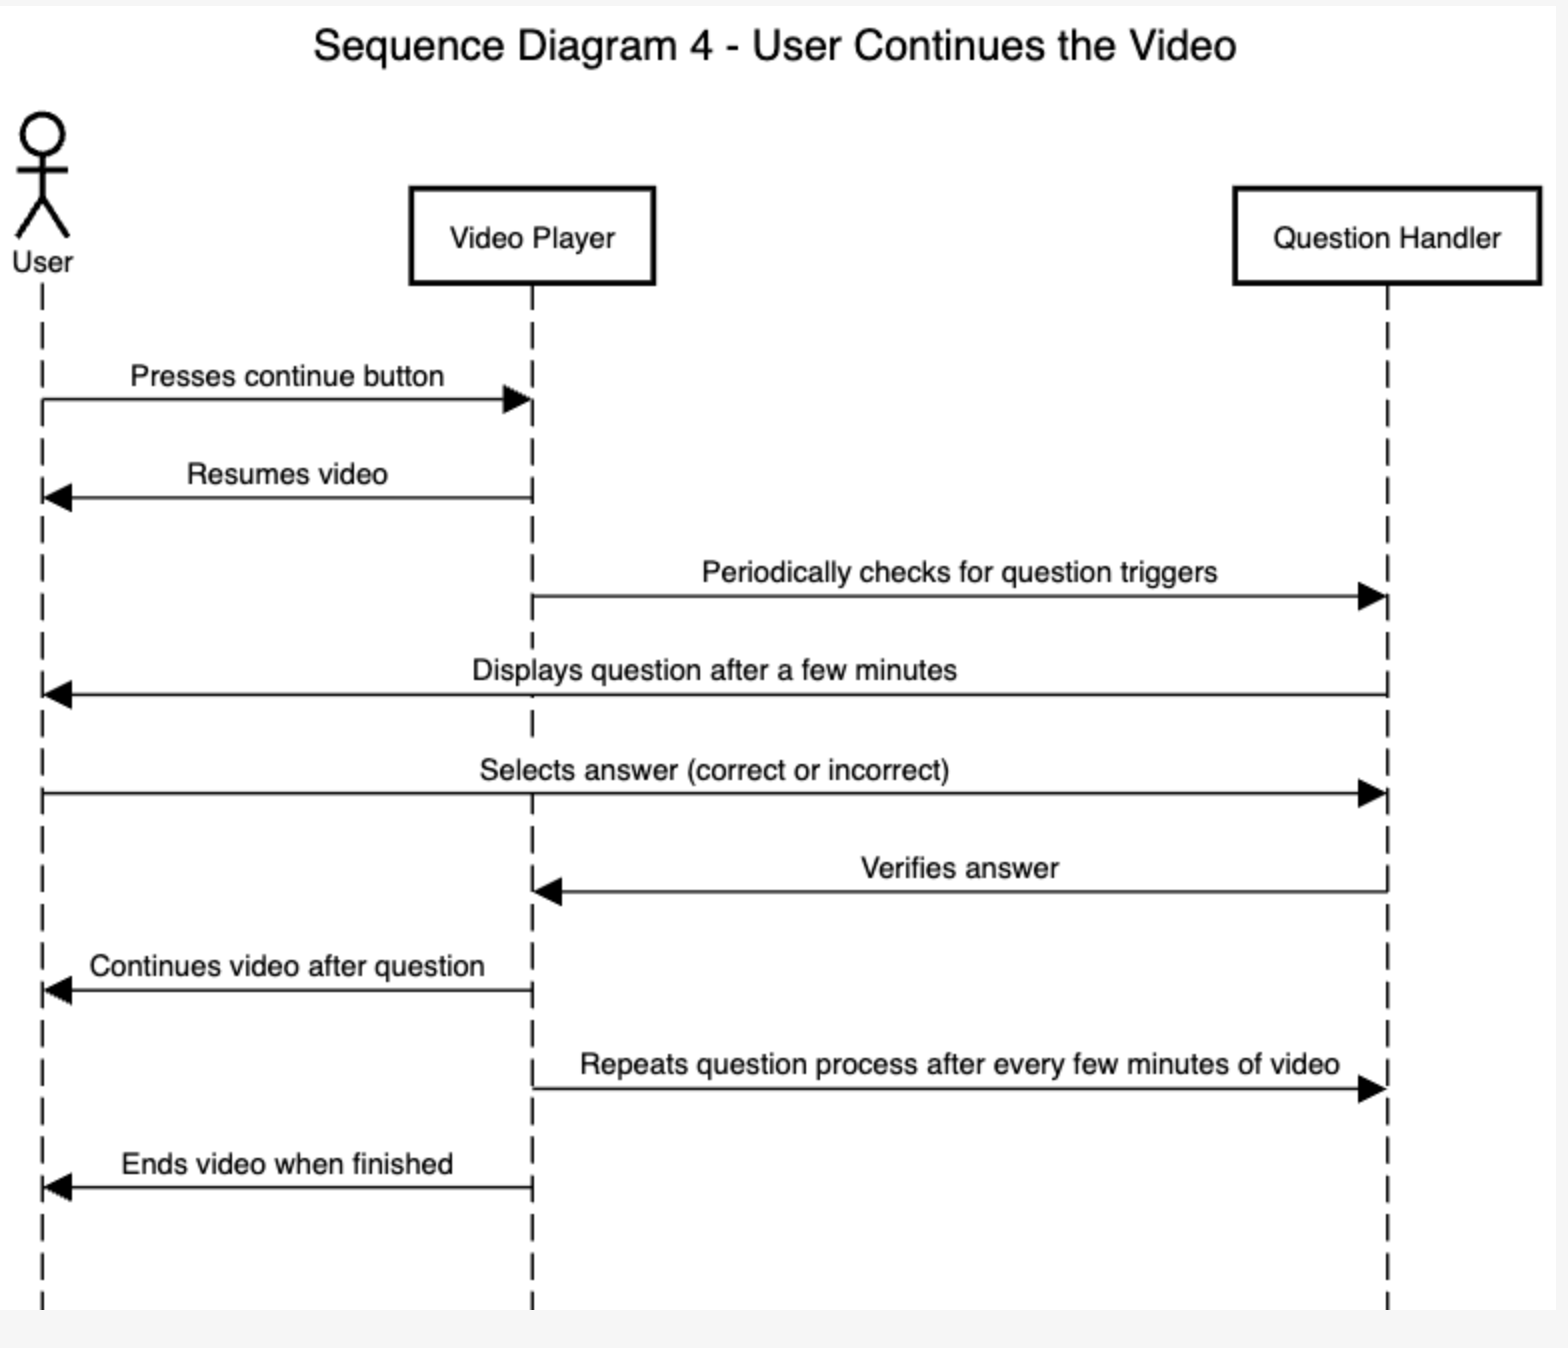 Sequence Diagram 4 - User Continues the Video
User
Video Player
Question Handler
Presses continue button
Resumes video
Periodically checks for question triggers
Displays question after a few minutes
Selects answer (correct or incorrect)
Verifies answer
Continues video after question
Repeats question process after every few minutes of video
Ends video when finished